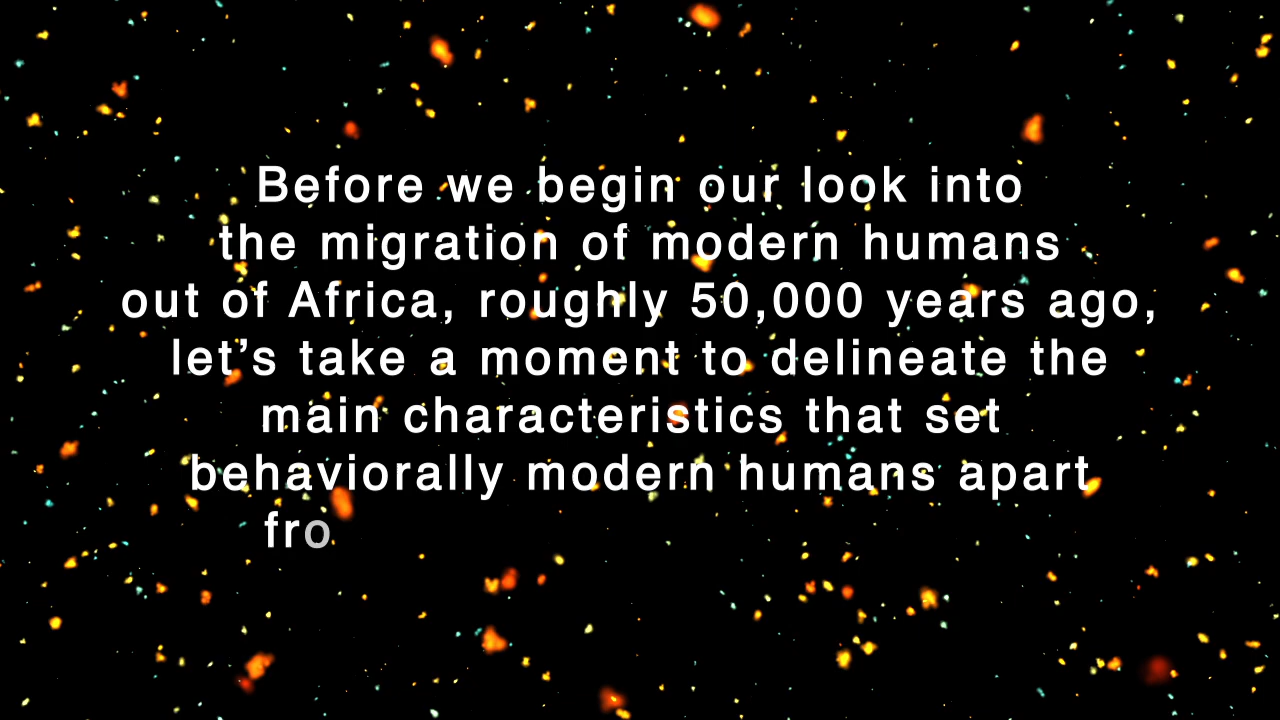 Before we begin our look into
the migration of modern humans
out of Africa, roughly 50,000 years ago,
let’s take a moment to delineate the
main characteristics that set
behaviorally modern humans apart
fro